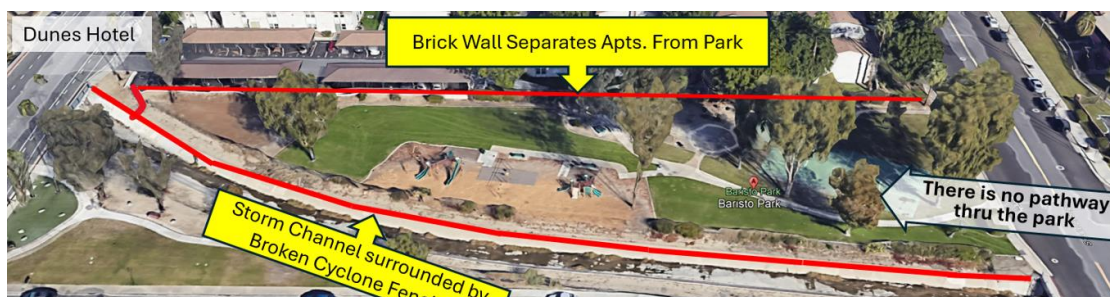 Dunes Hotel
Brick Wall Separates Apts. From Park
Baristo Park
Baristo Park
There is no pathway
thru the park
Storm Channel surrounded by
Broken Cyclone